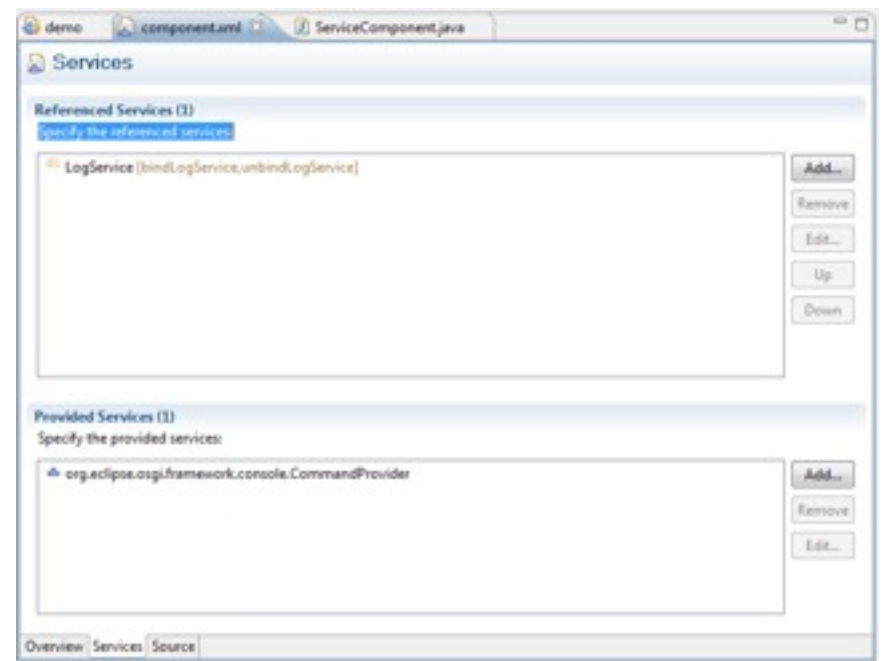 demo component.xml ServiceComponent.java
Services
Referenced Services (1)
Specify the referenced services:
LogService [bindLogService,unbindLogService]
Add...
Remove
Edit...
Up
Down
Provided Services (1)
Specify the provided services:
org.eclipse.osgi.framework.console.CommandProvider
Add...
Remove
Edit...
Overview Services Source